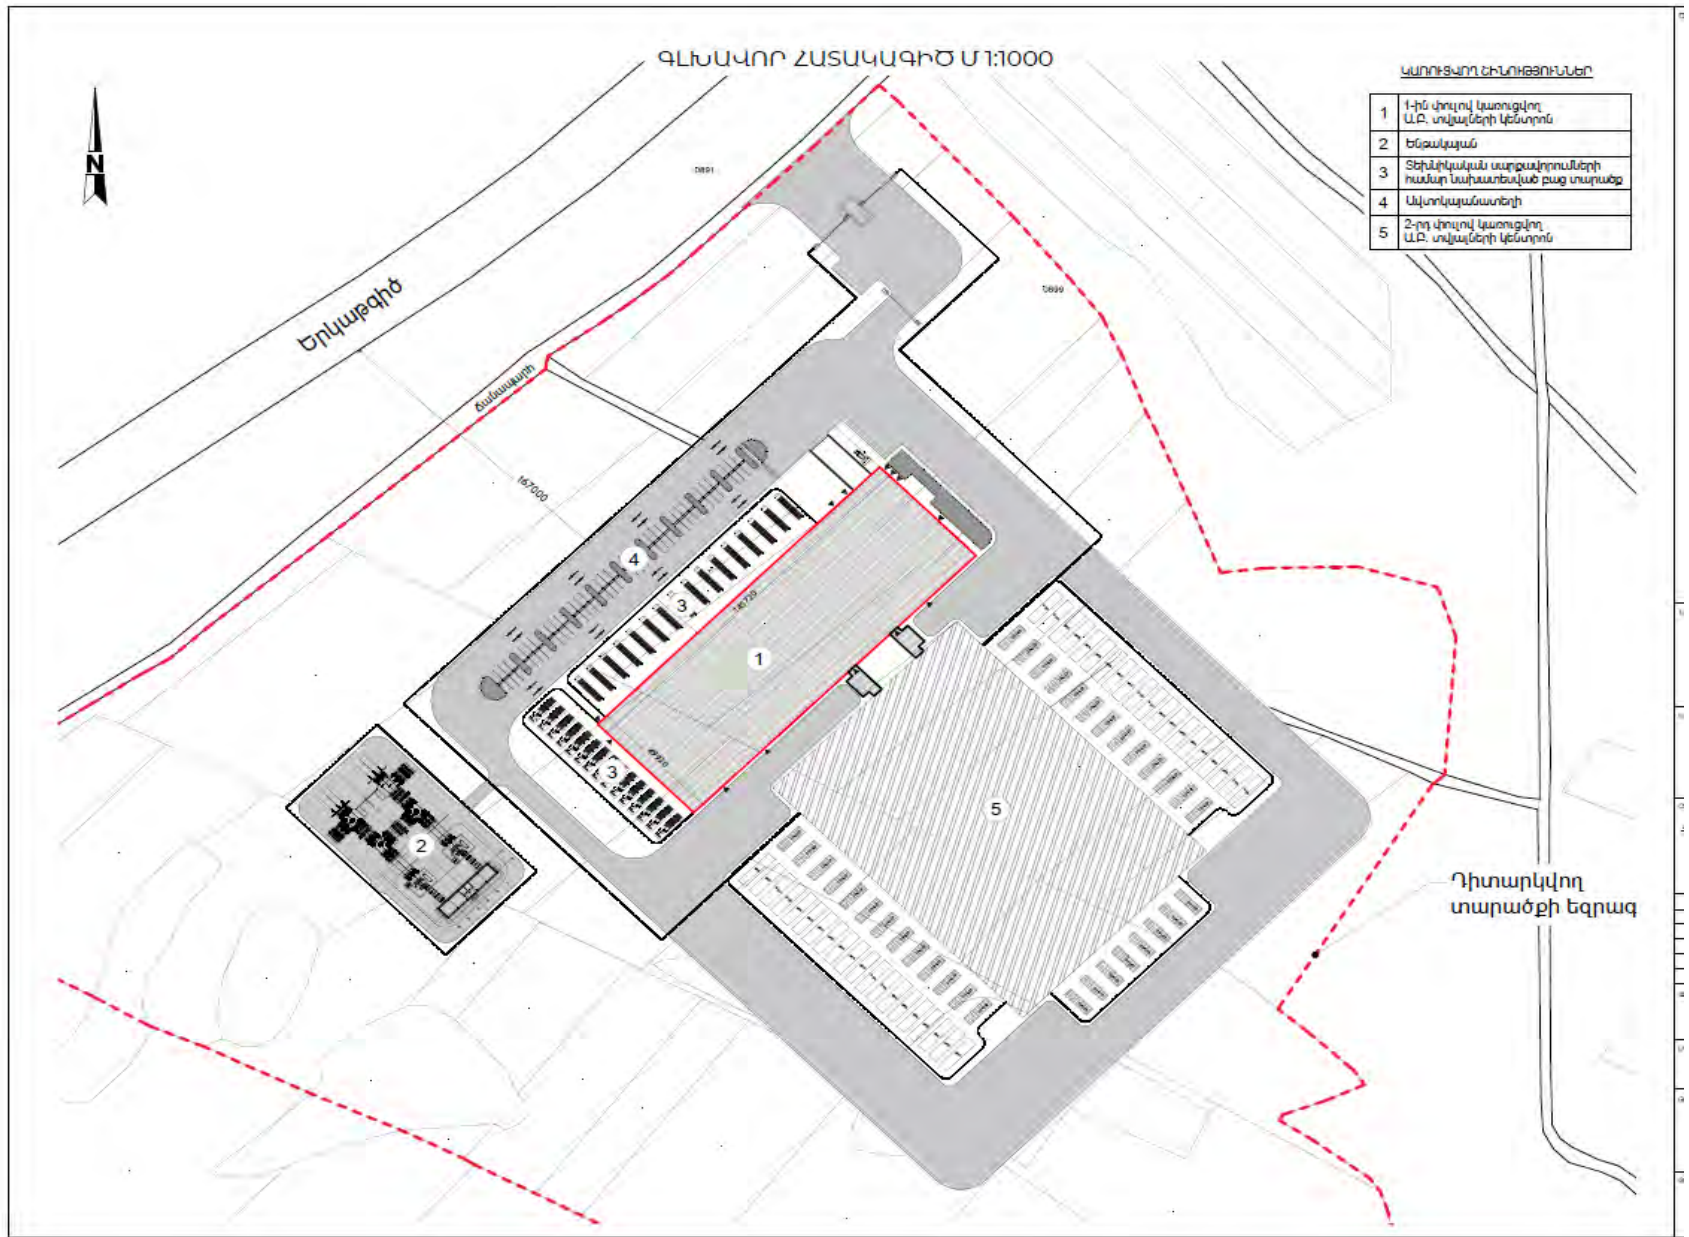 ԳԼԽԱՎՈՐ ՀԱՏԱԿԱԳԻԾ Մ 1:1000
ԿԱՌՈՒՑՎՈՂ ՇԻՆՈՒԹՅՈՒՆՆԵՐ
1 1-ին փուլով կառուցվող
Ա.Բ. տվյալների կենտրոն
2 Ենթակայան
3 Տեխնիկական սարքավորումների
համար նախատեսված բաց տարածք
4 Ավտոկայանատեղի
5 2-րդ փուլով կառուցվող
Ա.Բ. տվյալների կենտրոն
N
Երկաթգիծ
Ճանապարհ
167000
4
3
1
3
2
5
Դիտարկվող
տարածքի եզրագ